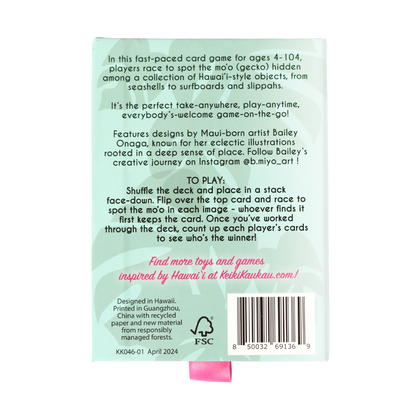 In this fast-paced card game for ages 4-104,
players race to spot the mo'o (gecko) hidden
among a collection of Hawai'i-style objects, from
seashells to surfboards and slippahs.
It's the perfect take-anywhere, play-anytime,
everybody's-welcome game-on-the-go!
Features designs by Maui-born artist Bailey
Onaga, known for her eclectic illustrations
rooted in a deep sense of place. Follow Bailey's
creative journey on Instagram @b.miyo_art !
TO PLAY:
Shuffle the deck and place in a stack
face-down. Flip over the top card and race to
spot the mo'o in each image - whoever finds it
first keeps the card. Once you've worked
through the deck, count up each player's cards
to see who's the winner!
Find more toys and games
inspired by Hawai'i at KeikiKaukau.com!
Designed in Hawaii.
Printed in Guangzhou,
China with recycled
paper and new material
from responsibly
managed forests.
KK046-01 April 2024
FSC
8 50032 69136 9